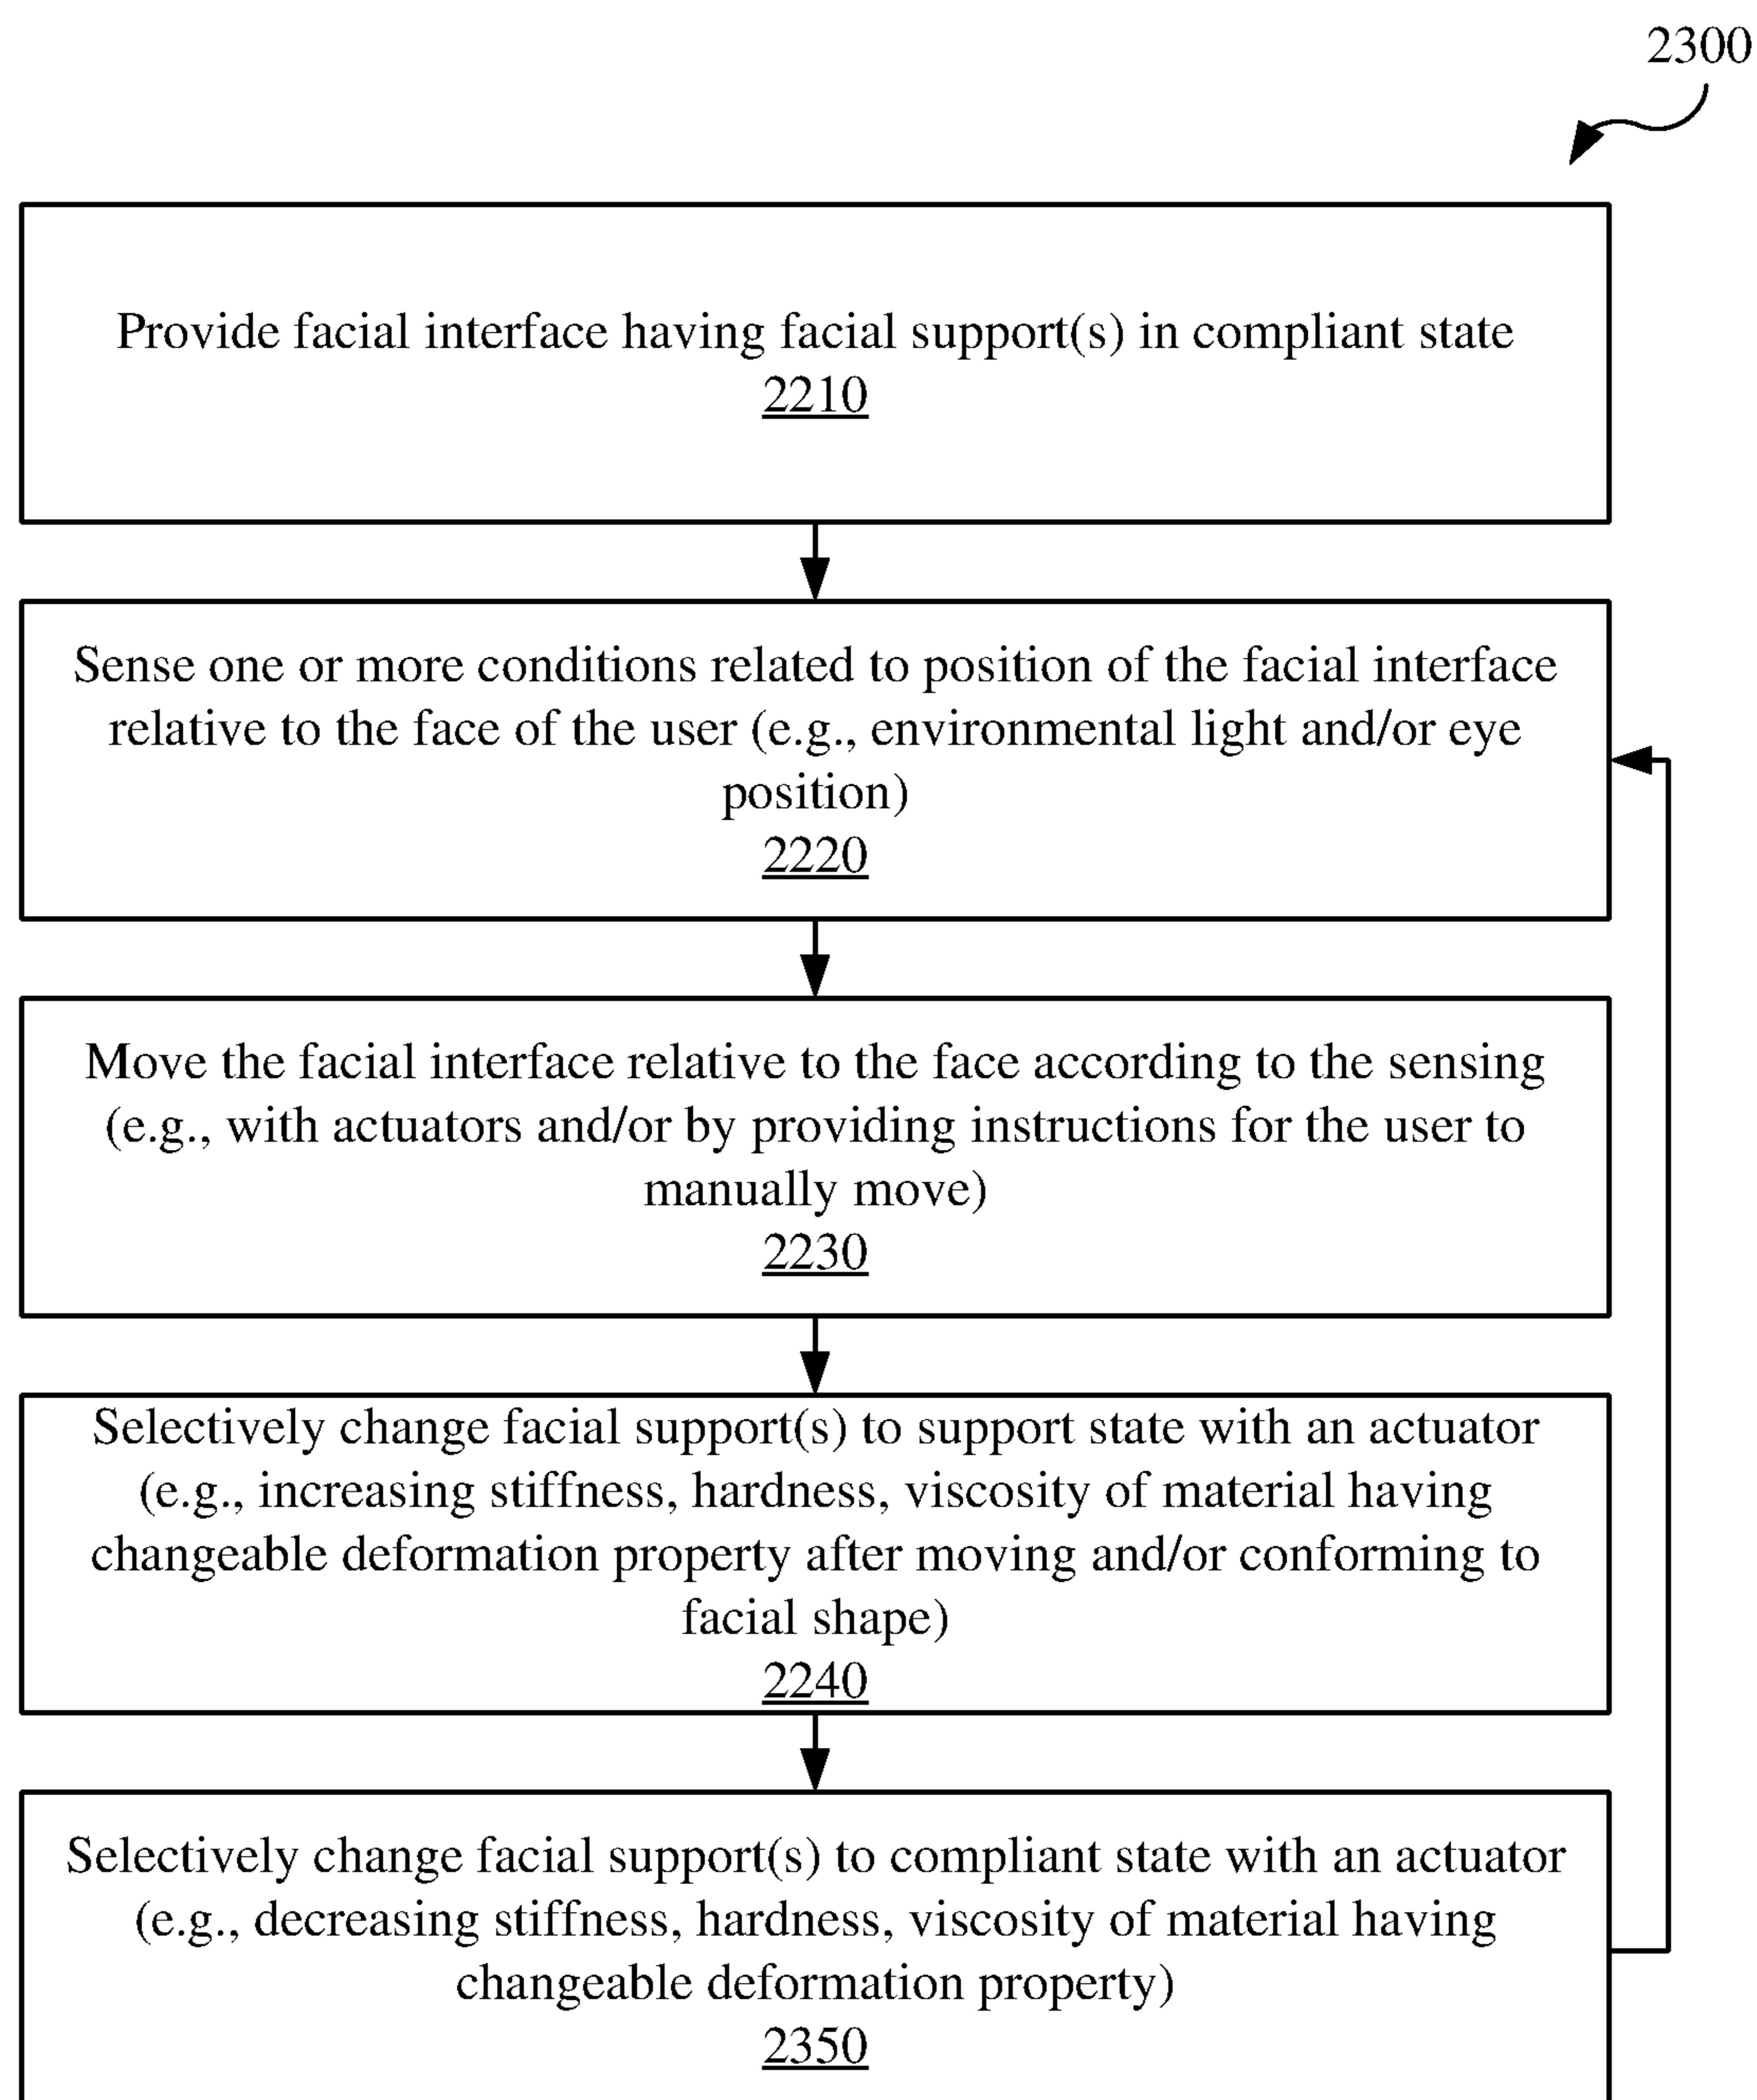 2300
Provide facial interface having facial support(s) in compliant state
2210
Sense one or more conditions related to position of the facial interface
relative to the face of the user (e.g., environmental light and/or eye
position)
2220
Move the facial interface relative to the face according to the sensing
(e.g., with actuators and/or by providing instructions for the user to
manually move)
2230
Selectively change facial support(s) to support state with an actuator
(e.g., increasing stiffness, hardness, viscosity of material having
changeable deformation property after moving and/or conforming to
facial shape)
2240
Selectively change facial support(s) to compliant state with an actuator
(e.g., decreasing stiffness, hardness, viscosity of material having
changeable deformation property)
2350